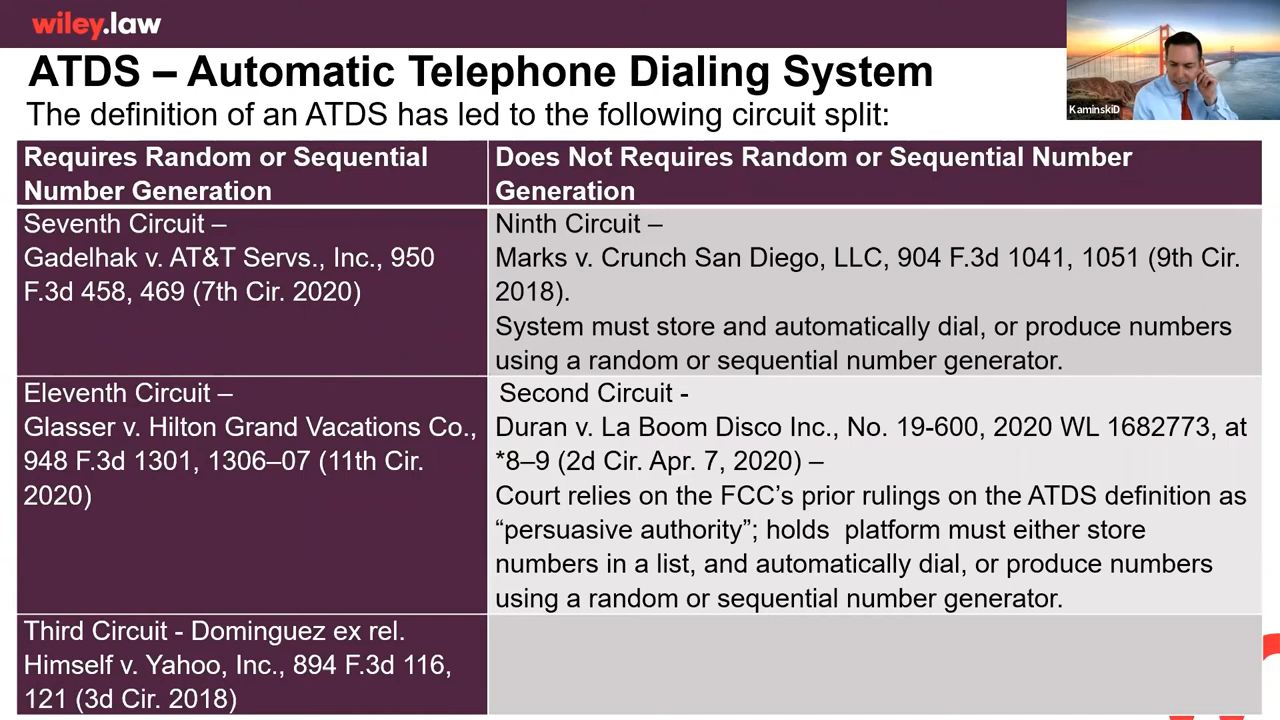 wiley.law
KaminskiD
ATDS – Automatic Telephone Dialing System
The definition of an ATDS has led to the following circuit split:
Requires Random or Sequential
Number Generation
Does Not Requires Random or Sequential Number
Generation
Seventh Circuit –
Gadelhak v. AT&T Servs., Inc., 950
F.3d 458, 469 (7th Cir. 2020)
Ninth Circuit –
Marks v. Crunch San Diego, LLC, 904 F.3d 1041, 1051 (9th Cir.
2018).
System must store and automatically dial, or produce numbers
using a random or sequential number generator.
Eleventh Circuit –
Glasser v. Hilton Grand Vacations Co.,
948 F.3d 1301, 1306–07 (11th Cir.
2020)
Second Circuit -
Duran v. La Boom Disco Inc., No. 19-600, 2020 WL 1682773, at
*8–9 (2d Cir. Apr. 7, 2020) –
Court relies on the FCC’s prior rulings on the ATDS definition as
“persuasive authority”; holds platform must either store
numbers in a list, and automatically dial, or produce numbers
using a random or sequential number generator.
Third Circuit - Dominguez ex rel.
Himself v. Yahoo, Inc., 894 F.3d 116,
121 (3d Cir. 2018)